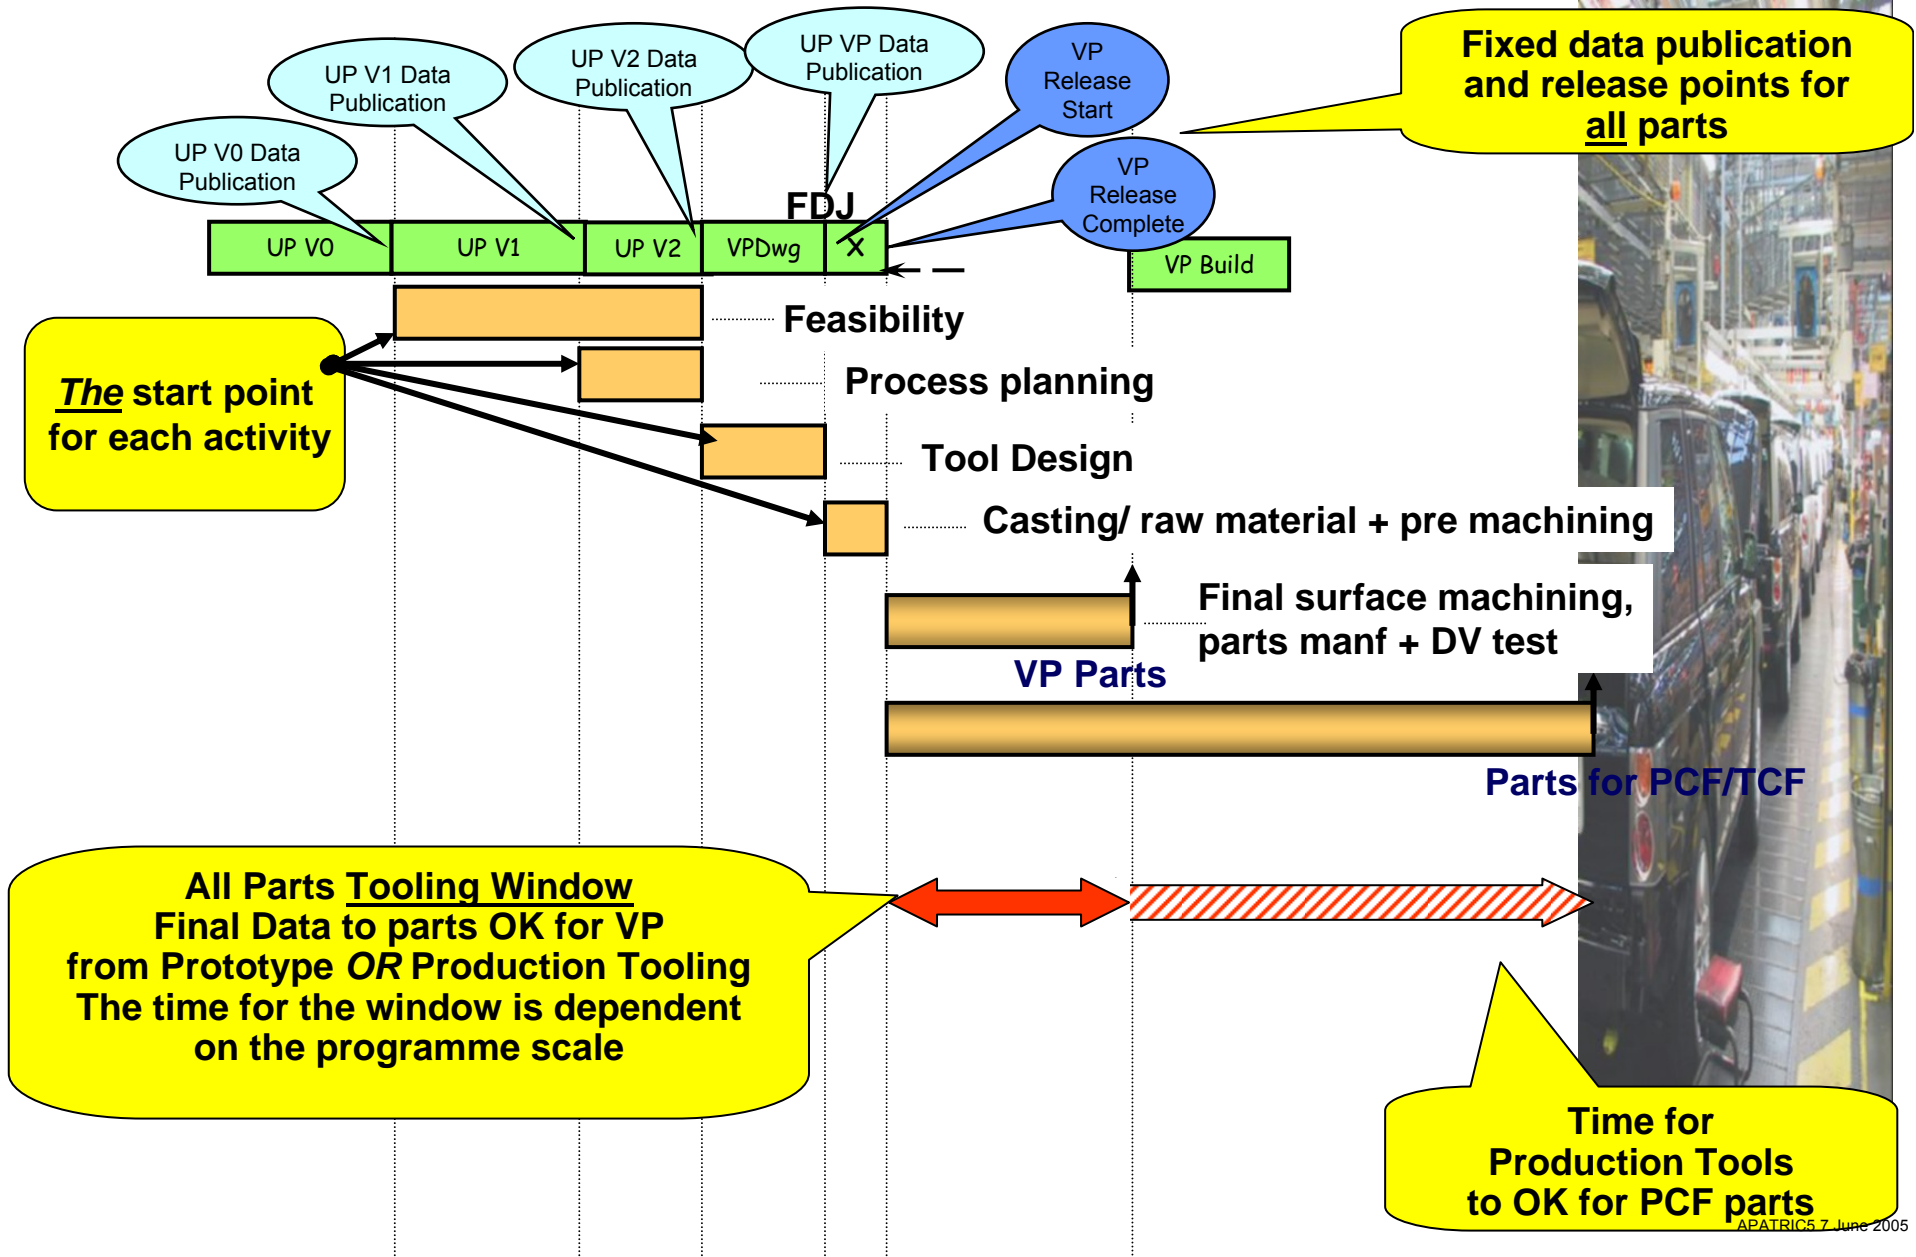 UP VP Data
Publication
UP V2 Data
Publication
UP V1 Data
Publication
UP V0 Data
Publication
VP
Release
Start
VP
Release
Complete
Fixed data publication
and release points for
all parts
FDJ
UP V0
UP V1
UP V2
VPDwg
X
VP Build
Feasibility
The start point
for each activity
Process planning
Tool Design
Casting/ raw material + pre machining
Final surface machining,
parts manf + DV test
VP Parts
Parts for PCF/TCF
All Parts Tooling Window
Final Data to parts OK for VP
from Prototype OR Production Tooling
The time for the window is dependent
on the programme scale
Time for
Production Tools
to OK for PCF parts
APATRIC5 7 June 2005